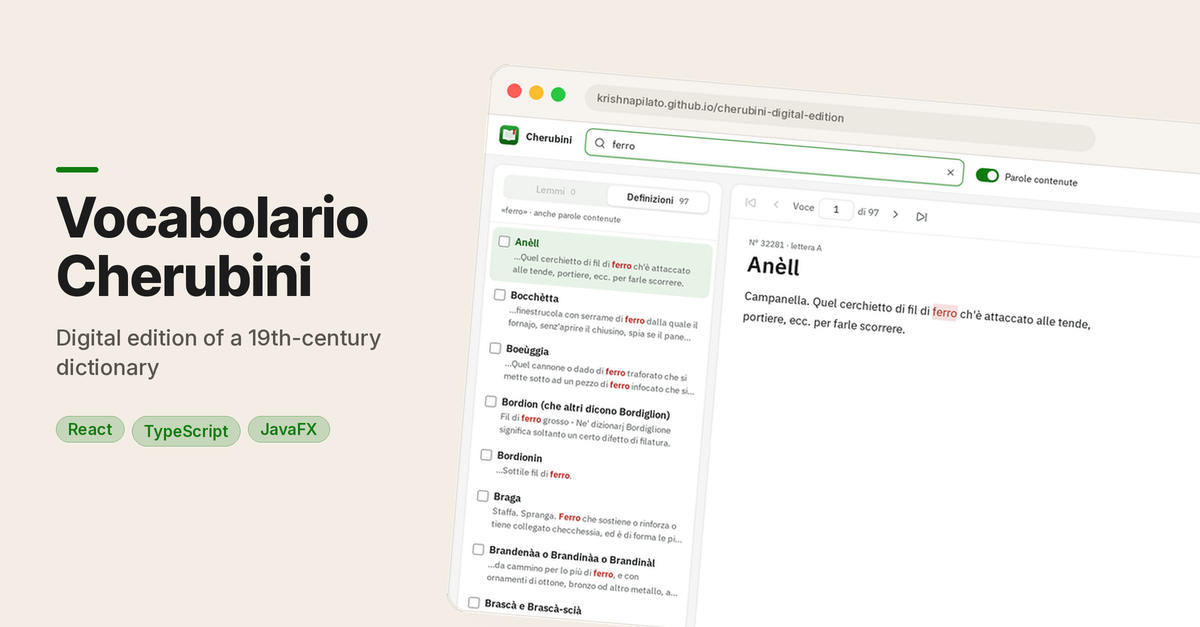 Vocabolario
Cherubini
Digital edition of a 19th-century
dictionary
React
TypeScript
JavaFX
krishnapilato.github.io/cherubini-digital-edition
Cherubini
ferro
Parole contenute
Lemmi 0
Definizioni 97
«ferro» · anche parole contenute
Anèll
...Quel cerchietto di fil di ferro ch'è attaccato
alle tende, portiere, ecc. per farle scorrere.
Bocchètta
...finestrucola con serrame di ferro dalla quale il
fornajo, senz'aprire il chiusino, spia se il pane...
Boeùggia
...Quel cannone o dado di ferro traforato che si
mette sotto ad un pezzo di ferro infocato che si...
Bordion (che altri dicono Bordiglion)
Fil di ferro grosso - Ne' dizionarj Bordiglione
significa soltanto un certo difetto di filatura.
Bordionin
...Sottile fil di ferro.
Braga
Staffa. Spranga. Ferro che sostiene o rinforza o
tiene collegato checchessia, ed è di forma le pi...
Brandenàa o Brandinàa o Brandinàl
...da cammino per lo più di ferro, e con
ornamenti di ottone, bronzo od altro metallo, a...
Brascà e Brascà-scià
Voce 1 di 97
N° 32281 · lettera A
Anèll
Campanella. Quel cerchietto di fil di ferro ch'è attaccato alle tende,
portiere, ecc. per farle scorrere.